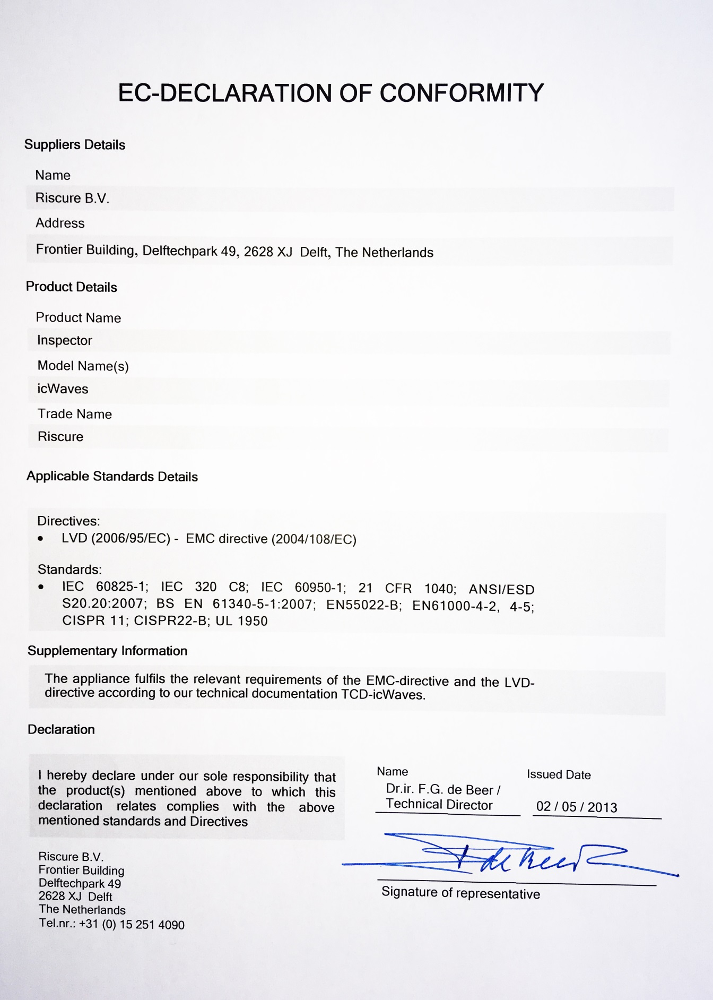 EC-DECLARATION OF CONFORMITY
Suppliers Details
Name
Riscure B.V.
Address
Frontier Building, Delftechpark 49, 2628 XJ  Delft, The Netherlands
Product Details
Product Name
Inspector
Model Name(s)
icWaves
Trade Name
Riscure
Applicable Standards Details
Directives:
• LVD (2006/95/EC) -  EMC directive (2004/108/EC)
Standards:
• IEC 60825-1; IEC 320 C8; IEC 60950-1; 21 CFR 1040; ANSI/ESD
S20.20:2007; BS EN 61340-5-1:2007; EN55022-B; EN61000-4-2, 4-5;
CISPR 11; CISPR22-B; UL 1950
Supplementary Information
The appliance fulfils the relevant requirements of the EMC-directive and the LVD-
directive according to our technical documentation TCD-icWaves.
Declaration
I hereby declare under our sole responsibility that
the product(s) mentioned above to which this
declaration relates complies with the above
mentioned standards and Directives
Name
Dr.ir. F.G. de Beer /
Technical Director
Issued Date
02 / 05 / 2013
de Beer
Signature of representative
Riscure B.V.
Frontier Building
Delftechpark 49
2628 XJ  Delft
The Netherlands
Tel.nr.: +31 (0) 15 251 4090